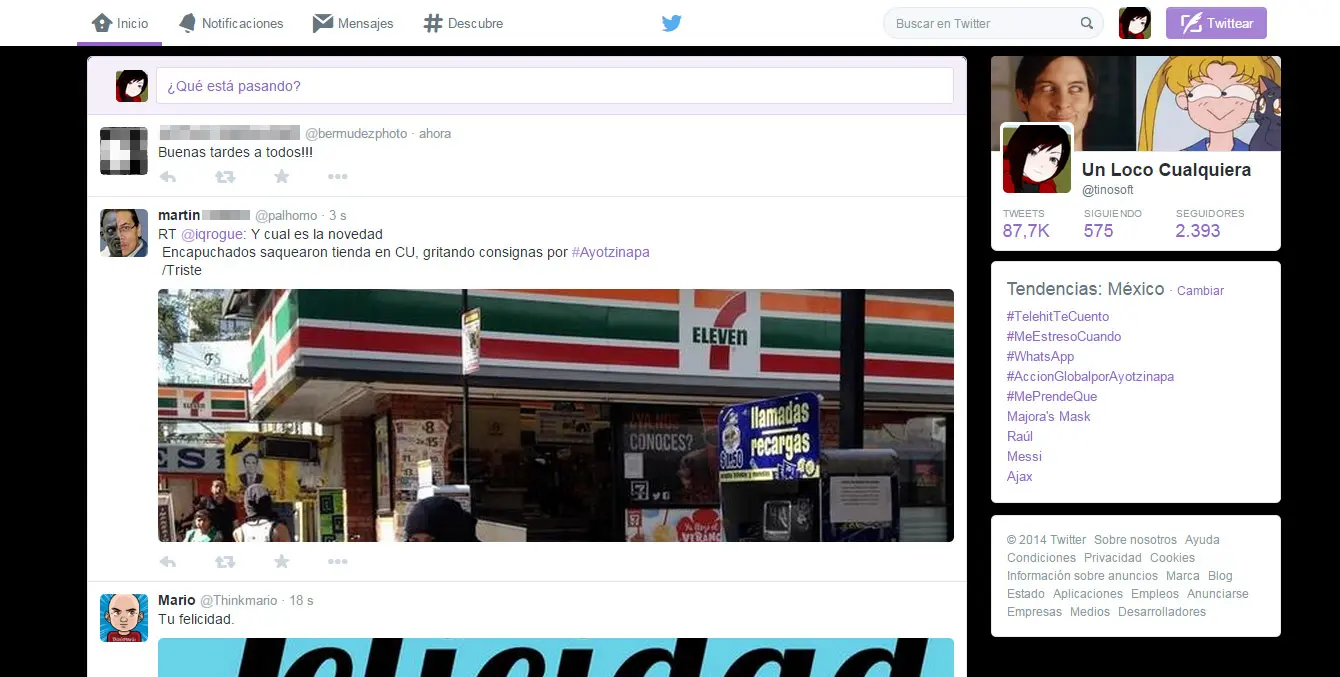 Inicio Notificaciones Mensajes Descubre Buscar en Twitter Twittear
¿Qué está pasando?
@bermudezphoto · ahora
Buenas tardes a todos!!!
martin @palhomo · 3 s
RT @iqrogue: Y cual es la novedad
Encapuchados saquearon tienda en CU, gritando consignas por #Ayotzinapa
/Triste
ELEVEN
¿YA NOS
CONOCES?
llamadas
recargas
VERANO
Mario @Thinkmario · 18 s
Tu felicidad.
felicidad
Un Loco Cualquiera
@tinosoft
TWEETS SIGUIENDO SEGUIDORES
87,7K 575 2.393
Tendencias: México · Cambiar
#TelehitTeCuento
#MeEstresoCuando
#WhatsApp
#AccionGlobalporAyotzinapa
#MePrendeQue
Majora's Mask
Raúl
Messi
Ajax
© 2014 Twitter Sobre nosotros Ayuda
Condiciones Privacidad Cookies
Información sobre anuncios Marca Blog
Estado Aplicaciones Empleos Anunciarse
Empresas Medios Desarrolladores